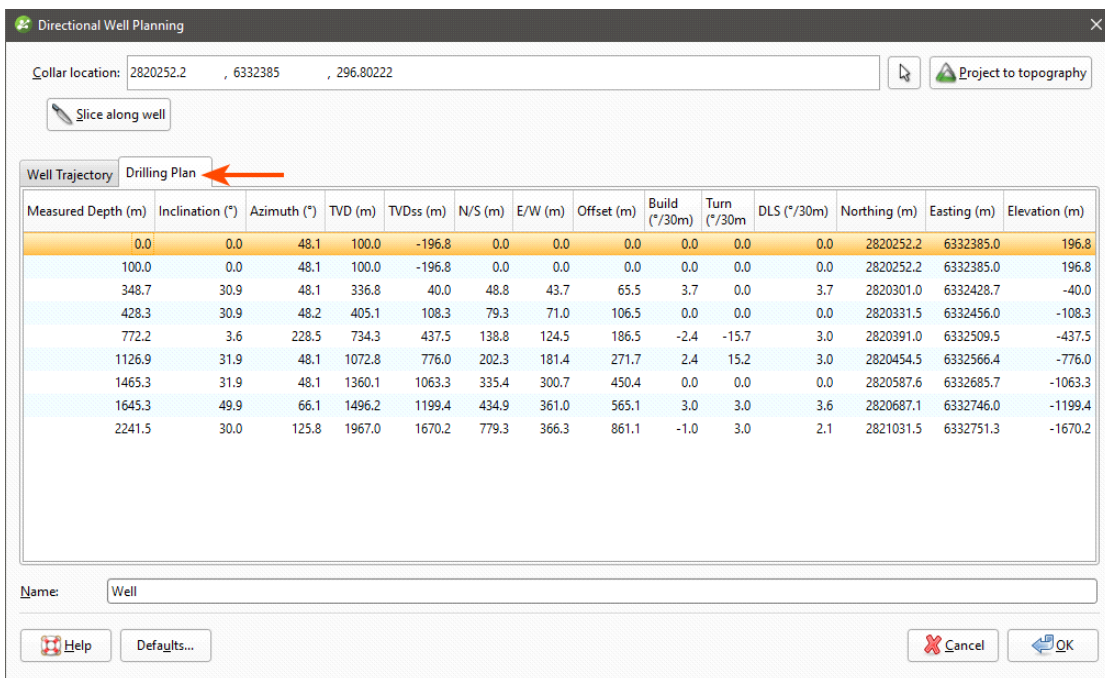 Directional Well Planning
Collar location: 2820252.2 , 6332385 , 296.80222 Project to topography
Slice along well
Well Trajectory Drilling Plan
Measured Depth (m) Inclination (°) Azimuth (°) TVD (m) TVDss (m) N/S (m) E/W (m) Offset (m) Build (°/30m) Turn (°/30m DLS (°/30m) Northing (m) Easting (m) Elevation (m)
0.0 0.0 48.1 100.0 -196.8 0.0 0.0 0.0 0.0 0.0 0.0 2820252.2 6332385.0 196.8
100.0 0.0 48.1 100.0 -196.8 0.0 0.0 0.0 0.0 0.0 0.0 2820252.2 6332385.0 196.8
348.7 30.9 48.1 336.8 40.0 48.8 43.7 65.5 3.7 0.0 3.7 2820301.0 6332428.7 -40.0
428.3 30.9 48.2 405.1 108.3 79.3 71.0 106.5 0.0 0.0 0.0 2820331.5 6332456.0 -108.3
772.2 3.6 228.5 734.3 437.5 138.8 124.5 186.5 -2.4 -15.7 3.0 2820391.0 6332509.5 -437.5
1126.9 31.9 48.1 1072.8 776.0 202.3 181.4 271.7 2.4 15.2 3.0 2820454.5 6332566.4 -776.0
1465.3 31.9 48.1 1360.1 1063.3 335.4 300.7 450.4 0.0 0.0 0.0 2820587.6 6332685.7 -1063.3
1645.3 49.9 66.1 1496.2 1199.4 434.9 361.0 565.1 3.0 3.0 3.6 2820687.1 6332746.0 -1199.4
2241.5 30.0 125.8 1967.0 1670.2 779.3 366.3 861.1 -1.0 3.0 2.1 2821031.5 6332751.3 -1670.2
Name: Well
Help Defaults... Cancel OK